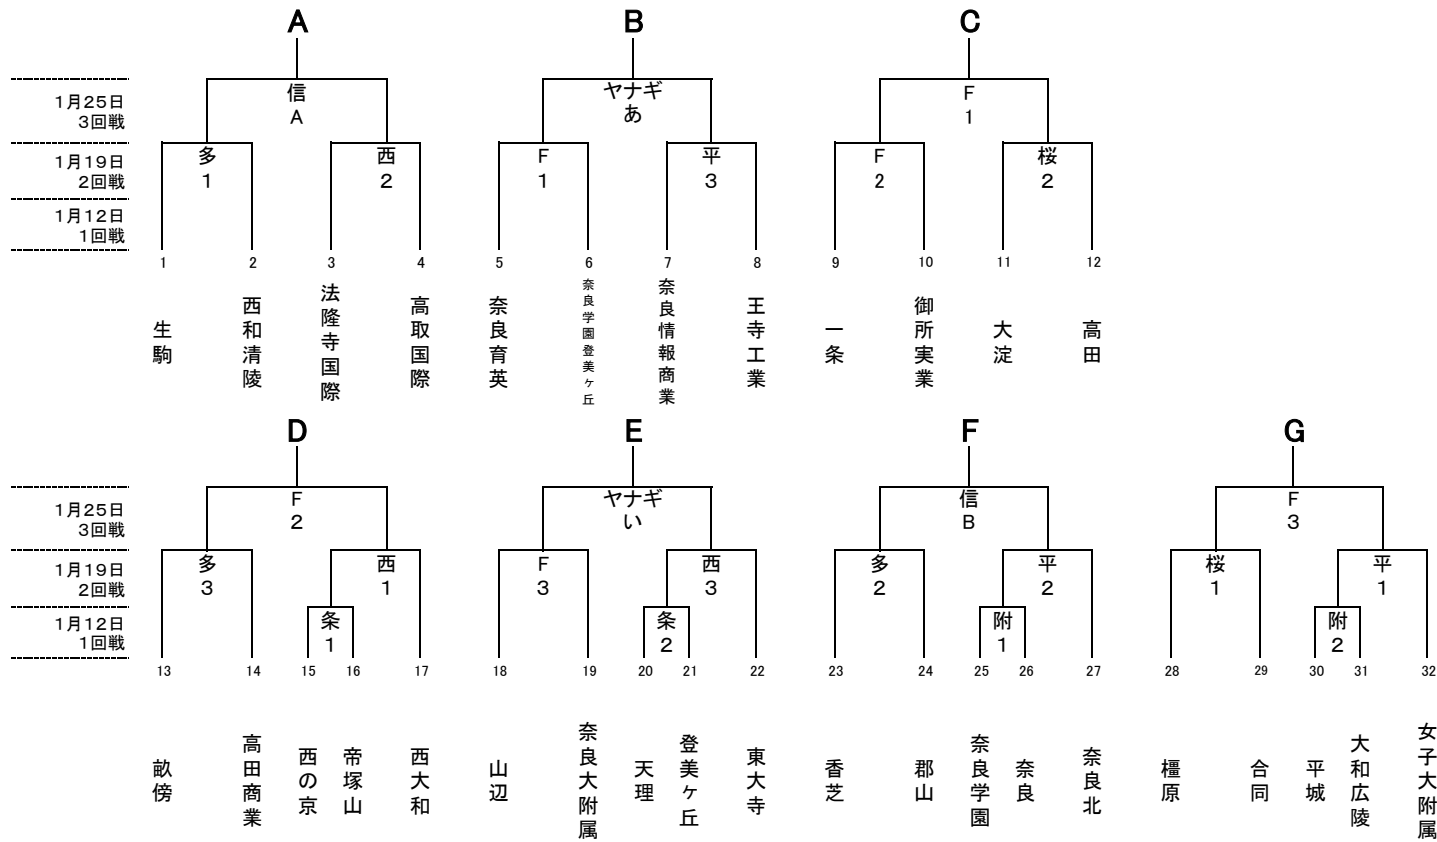 A B C
1月25日
3回戦
信
A
ヤナギ
あ
F
1
1月19日
2回戦
多
1
西
2
F
1
平
3
F
2
桜
2
1月12日
1回戦
1 2 3 4 5 6 7 8 9 10 11 12
生駒
西和清陵
法隆寺国際
高取国際
奈良育英
奈良学園登美ヶ丘
奈良情報商業
王寺工業
一条
御所実業
大淀
高田
D E F G
1月25日
3回戦
F
2
ヤナギ
い
信
B
F
3
1月19日
2回戦
多
3
西
1
F
3
西
3
多
2
平
2
桜
1
平
1
1月12日
1回戦
条
1
条
2
附
1
附
2
13 14 15 16 17 18 19 20 21 22 23 24 25 26 27 28 29 30 31 32
畝傍
高田商業
西の京
帝塚山
西大和
山辺
奈良大附属
天理
登美ヶ丘
東大寺
香芝
郡山
奈良学園
奈良
奈良北
橿原
合同
平城
大和広陵
女子大附属